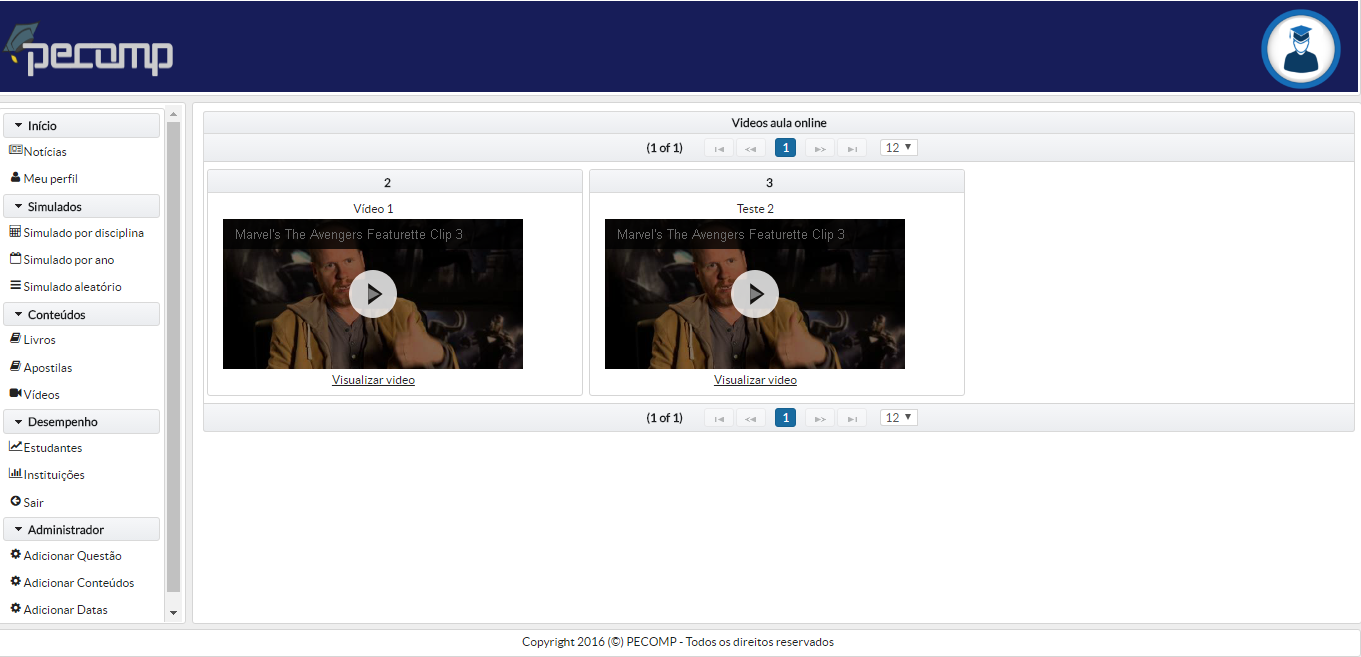 pecomp
Início
Notícias
Meu perfil
Simulados
Simulado por disciplina
Simulado por ano
Simulado aleatório
Conteúdos
Livros
Apostilas
Vídeos
Desempenho
Estudantes
Instituições
Sair
Administrador
Adicionar Questão
Adicionar Conteúdos
Adicionar Datas
Videos aula online
(1 of 1) 1 12
2
Vídeo 1
Marvel's The Avengers Featurette Clip 3
Visualizar video
3
Teste 2
Marvel's The Avengers Featurette Clip 3
Visualizar video
(1 of 1) 1 12
Copyright 2016 (©) PECOMP - Todos os direitos reservados